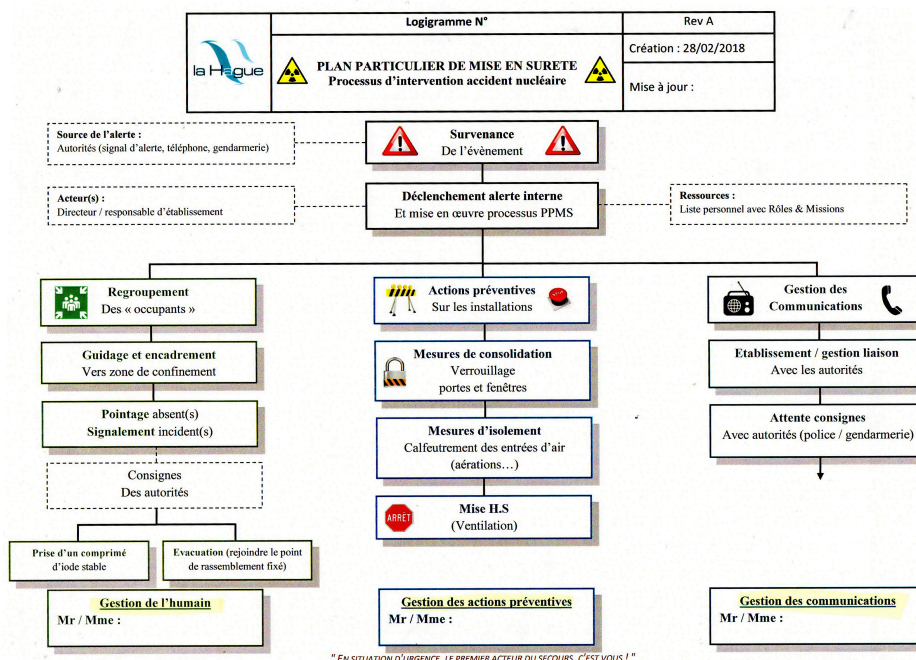 la Hague
Logigramme N°
Rev A
PLAN PARTICULIER DE MISE EN SURETE
Processus d'intervention accident nucléaire
Création : 28/02/2018
Mise à jour :
Source de l'alerte :
Autorités (signal d'alerte, téléphone, gendarmerie)
Survenance
De l'évènement
Acteur(s) :
Directeur / responsable d'établissement
Déclenchement alerte interne
Et mise en œuvre processus PPMS
Ressources :
Liste personnel avec Rôles & Missions
Regroupement
Des « occupants »
Guidage et encadrement
Vers zone de confinement
Pointage absent(s)
Signalement incident(s)
Consignes
Des autorités
Prise d'un comprimé
d'iode stable
Evacuation (rejoindre le point
de rassemblement fixé)
Gestion de l'humain
Mr / Mme :
Actions préventives
Sur les installations
Mesures de consolidation
Verrouillage
portes et fenêtres
Mesures d'isolement
Calfeutrement des entrées d'air
(aérations…)
ARRÊT
Mise H.S
(Ventilation)
Gestion des actions préventives
Mr / Mme :
Gestion des
Communications
Etablissement / gestion liaison
Avec les autorités
Attente consignes
Avec autorités (police / gendarmerie)
Gestion des communications
Mr / Mme :
" EN SITUATION D'URGENCE, LE PREMIER ACTEUR DU SECOURS, C'EST VOUS ! "